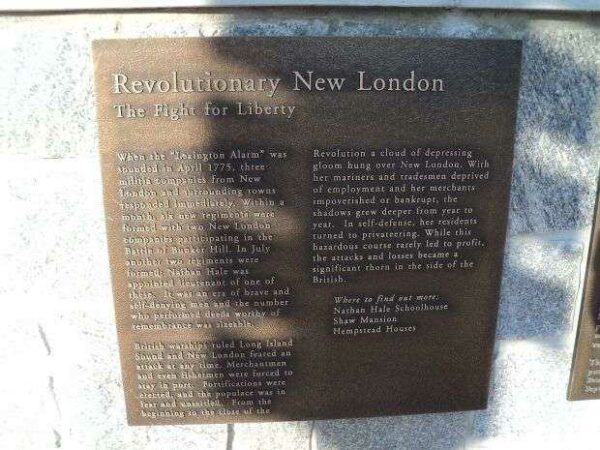 Revolutionary New London
The Fight for Liberty
When the "Lexington Alarm" was
sounded in April 1775, three
militia companies from New
London and surrounding towns
responded immediately. Within a
month, six new regiments were
formed with two New London
companies participating in the
Battle of Bunker Hill. In July
another two regiments were
formed; Nathan Hale was
appointed lieutenant of one of
these. It was an era of brave and
self-denying men and the number
who performed deeds worthy of
remembrance was sizeable.
British warships ruled Long Island
Sound and New London feared an
attack at any time. Merchantmen
and even fishermen were forced to
stay in port. Fortifications were
erected, and the populace was in
fear and unsettled. From the
beginning to the close of the
Revolution a cloud of depressing
gloom hung over New London. With
her mariners and tradesmen deprived
of employment and her merchants
impoverished or bankrupt, the
shadows grew deeper from year to
year. In self-defense, her residents
turned to privateering. While this
hazardous course rarely led to profit,
the attacks and losses became a
significant thorn in the side of the
British.
Where to find out more:
Nathan Hale Schoolhouse
Shaw Mansion
Hempstead Houses